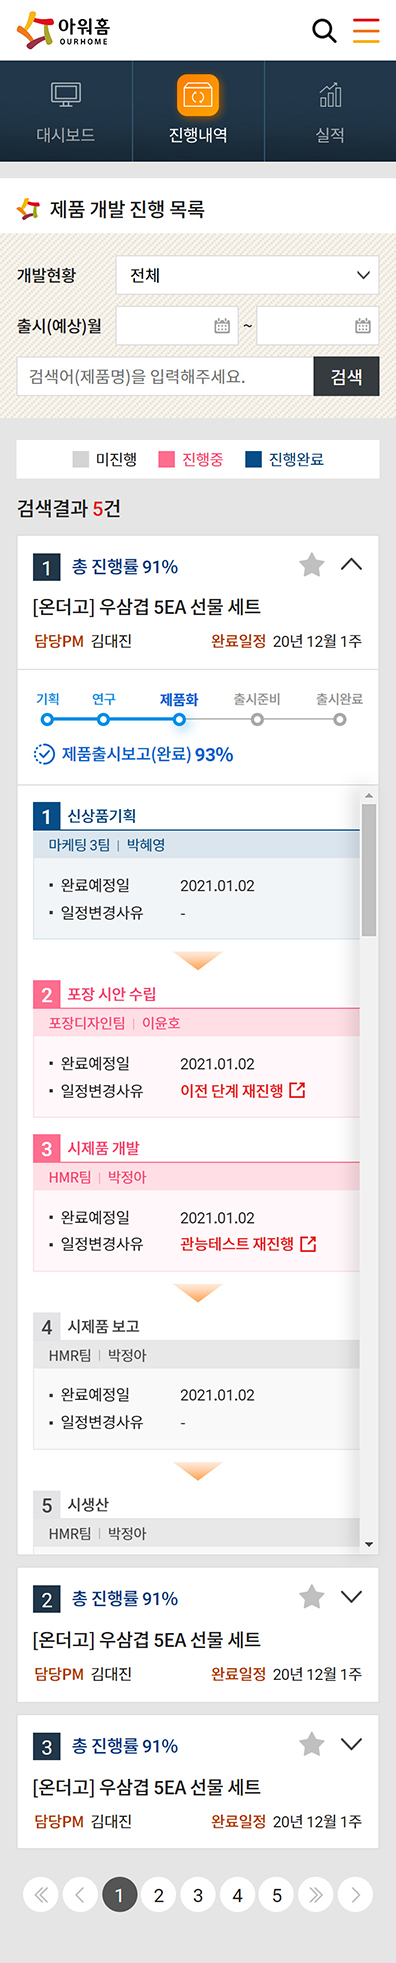 아워홈
OURHOME
대시보드 진행내역 실적
제품 개발 진행 목록
개발현황 전체
출시(예상)월 ~
검색어(제품명)을 입력해주세요. 검색
미진행 진행중 진행완료
검색결과 5건
1 총 진행률 91%
[온더고] 우삼겹 5EA 선물 세트
담당PM 김대진 완료일정 20년 12월 1주
기획 연구 제품화 출시준비 출시완료
제품출시보고(완료) 93%
1 신상품기획
마케팅 3팀 | 박혜영
· 완료예정일 2021.01.02
· 일정변경사유 -
2 포장 시안 수립
포장디자인팀 | 이윤호
· 완료예정일 2021.01.02
· 일정변경사유 이전 단계 재진행
3 시제품 개발
HMR팀 | 박정아
· 완료예정일 2021.01.02
· 일정변경사유 관능테스트 재진행
4 시제품 보고
HMR팀 | 박정아
· 완료예정일 2021.01.02
· 일정변경사유 -
5 시생산
HMR팀 | 박정아
2 총 진행률 91%
[온더고] 우삼겹 5EA 선물 세트
담당PM 김대진 완료일정 20년 12월 1주
3 총 진행률 91%
[온더고] 우삼겹 5EA 선물 세트
담당PM 김대진 완료일정 20년 12월 1주
1 2 3 4 5